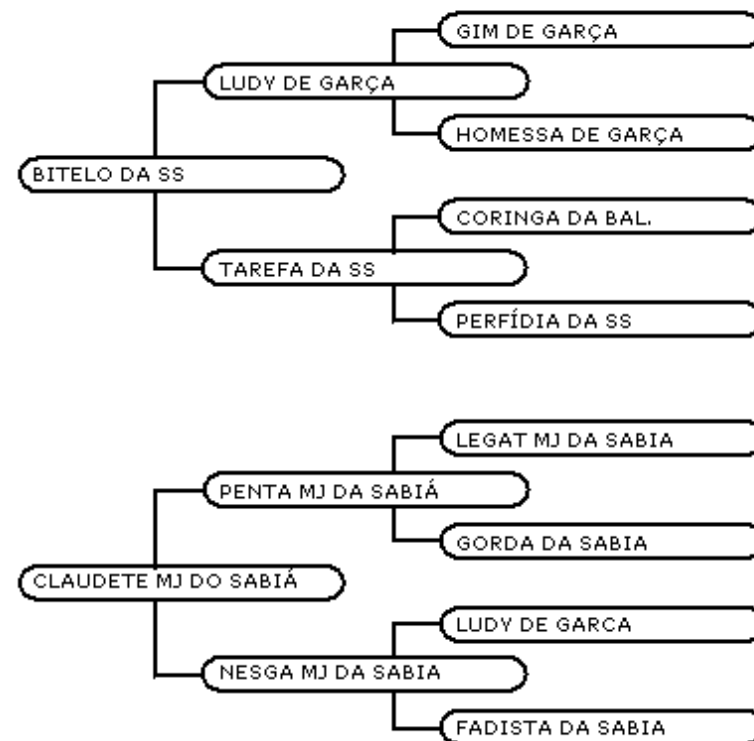 GIM DE GARÇA
LUDY DE GARÇA
HOMESSA DE GARÇA
BITELO DA SS
CORINGA DA BAL.
TAREFA DA SS
PERFÍDIA DA SS
LEGAT MJ DA SABIA
PENTA MJ DA SABIÁ
GORDA DA SABIA
CLAUDETE MJ DO SABIÁ
LUDY DE GARCA
NESGA MJ DA SABIA
FADISTA DA SABIA